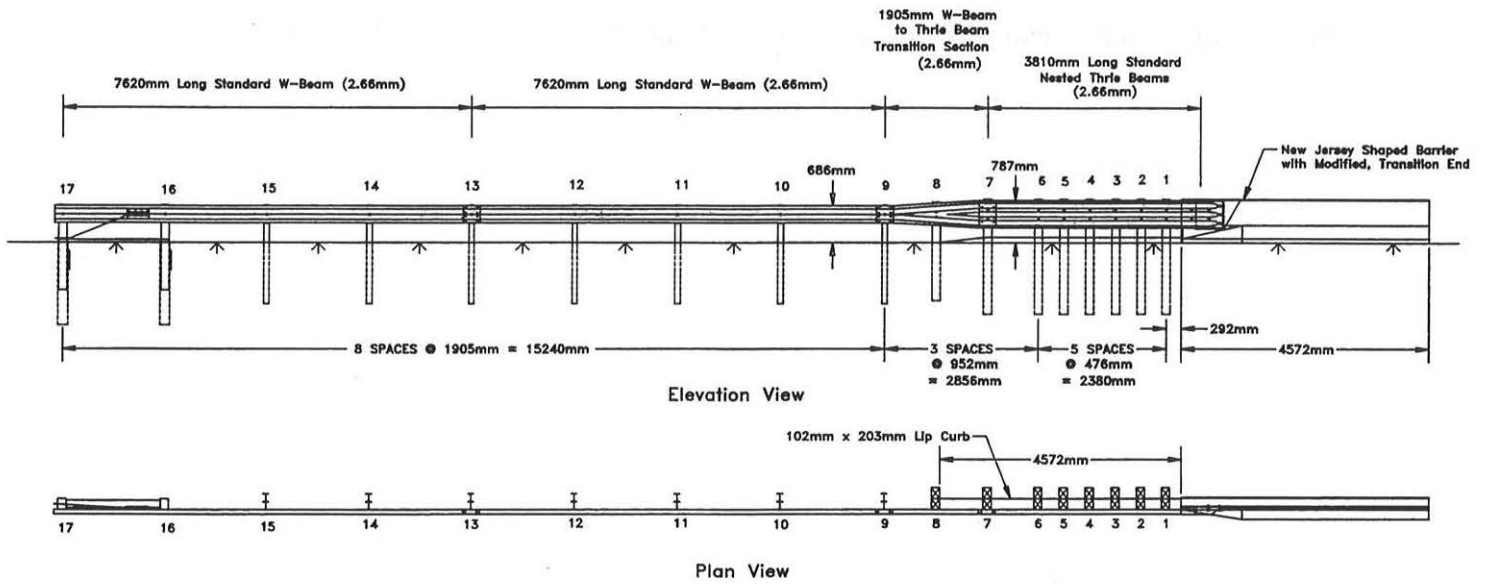 1905mm W-Beam
to Thrie Beam
Transition Section
(2.66mm)
3810mm Long Standard
Nested Thrie Beams
(2.66mm)
7620mm Long Standard W-Beam (2.66mm)
7620mm Long Standard W-Beam (2.66mm)
New Jersey Shaped Barrier
with Modified, Transition End
686mm
787mm
17 16 15 14 13 12 11 10 9 8 7 6 5 4 3 2 1
292mm
8 SPACES @ 1905mm = 15240mm
3 SPACES
@ 952mm
= 2856mm
5 SPACES
@ 476mm
= 2380mm
4572mm
Elevation View
102mm x 203mm Lip Curb
4572mm
17 16 15 14 13 12 11 10 9 8 7 6 5 4 3 2 1
Plan View